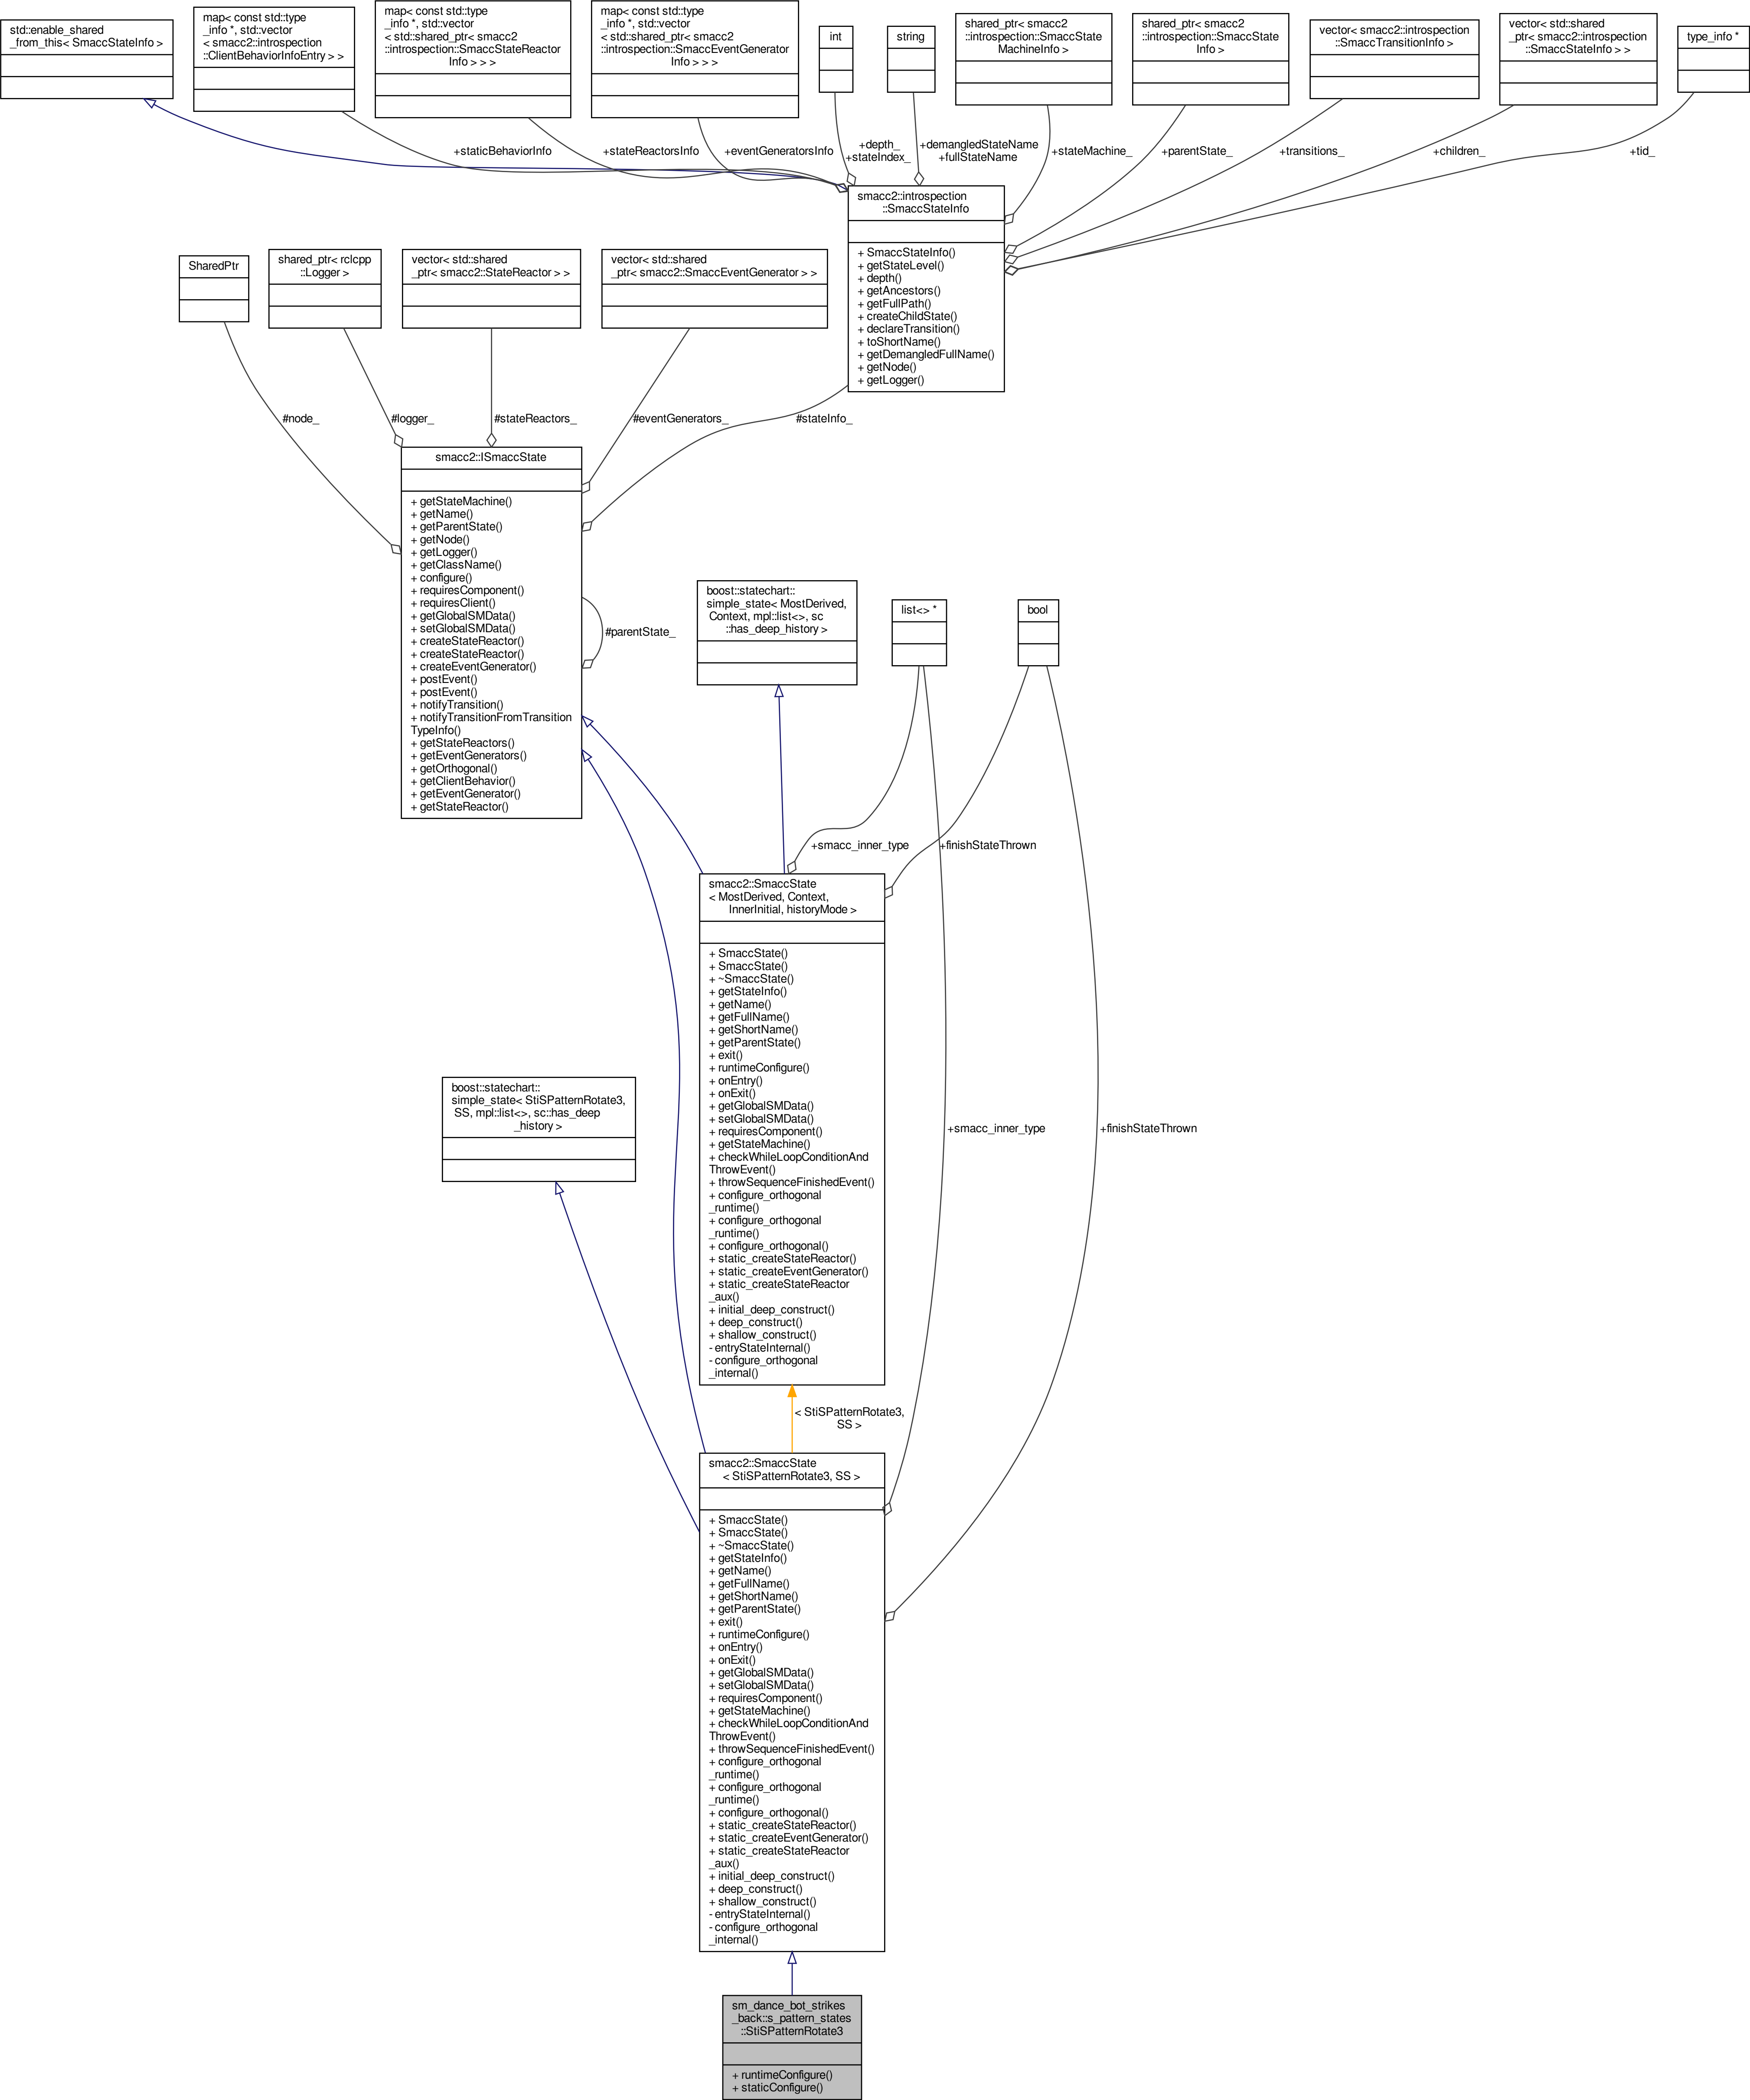 std::enable_shared
_from_this< SmaccStateInfo >
map< const std::type
_info *, std::vector
< smacc2::introspection
::ClientBehaviorInfoEntry > >
map< const std::type
_info *, std::vector
< std::shared_ptr< smacc2
::introspection::SmaccStateReactor
Info > > >
map< const std::type
_info *, std::vector
< std::shared_ptr< smacc2
::introspection::SmaccEventGenerator
Info > > >
int
string
shared_ptr< smacc2
::introspection::SmaccState
MachineInfo >
shared_ptr< smacc2
::introspection::SmaccState
Info >
vector< smacc2::introspection
::SmaccTransitionInfo >
vector< std::shared
_ptr< smacc2::introspection
::SmaccStateInfo > >
type_info *
+staticBehaviorInfo
+stateReactorsInfo
+eventGeneratorsInfo
+depth_
+stateIndex_
+demangledStateName
+fullStateName
+stateMachine_
+parentState_
+transitions_
+children_
+tid_
smacc2::introspection
::SmaccStateInfo
+ SmaccStateInfo()
+ getStateLevel()
+ depth()
+ getAncestors()
+ getFullPath()
+ createChildState()
+ declareTransition()
+ toShortName()
+ getDemangledFullName()
+ getNode()
+ getLogger()
SharedPtr
shared_ptr< rclcpp
::Logger >
vector< std::shared
_ptr< smacc2::StateReactor > >
vector< std::shared
_ptr< smacc2::SmaccEventGenerator > >
#node_
#logger_
#stateReactors_
#eventGenerators_
#stateInfo_
smacc2::ISmaccState
+ getStateMachine()
+ getName()
+ getParentState()
+ getNode()
+ getLogger()
+ getClassName()
+ configure()
+ requiresComponent()
+ requiresClient()
+ getGlobalSMData()
+ setGlobalSMData()
+ createStateReactor()
+ createStateReactor()
+ createEventGenerator()
+ postEvent()
+ postEvent()
+ notifyTransition()
+ notifyTransitionFromTransition
TypeInfo()
+ getStateReactors()
+ getEventGenerators()
+ getOrthogonal()
+ getClientBehavior()
+ getEventGenerator()
+ getStateReactor()
#parentState_
boost::statechart::
simple_state< MostDerived,
Context, mpl::list<>, sc
::has_deep_history >
list<> *
bool
+smacc_inner_type
+finishStateThrown
smacc2::SmaccState
< MostDerived, Context,
InnerInitial, historyMode >
+ SmaccState()
+ SmaccState()
+ ~SmaccState()
+ getStateInfo()
+ getName()
+ getFullName()
+ getShortName()
+ getParentState()
+ exit()
+ runtimeConfigure()
+ onEntry()
+ onExit()
+ getGlobalSMData()
+ setGlobalSMData()
+ requiresComponent()
+ getStateMachine()
+ checkWhileLoopConditionAnd
ThrowEvent()
+ throwSequenceFinishedEvent()
+ configure_orthogonal
_runtime()
+ configure_orthogonal
_runtime()
+ configure_orthogonal()
+ static_createStateReactor()
+ static_createEventGenerator()
+ static_createStateReactor
_aux()
+ initial_deep_construct()
+ deep_construct()
+ shallow_construct()
- entryStateInternal()
- configure_orthogonal
_internal()
boost::statechart::
simple_state< StiSPatternRotate3,
SS, mpl::list<>, sc::has_deep
_history >
+smacc_inner_type
+finishStateThrown
< StiSPatternRotate3,
SS >
smacc2::SmaccState
< StiSPatternRotate3, SS >
+ SmaccState()
+ SmaccState()
+ ~SmaccState()
+ getStateInfo()
+ getName()
+ getFullName()
+ getShortName()
+ getParentState()
+ exit()
+ runtimeConfigure()
+ onEntry()
+ onExit()
+ getGlobalSMData()
+ setGlobalSMData()
+ requiresComponent()
+ getStateMachine()
+ checkWhileLoopConditionAnd
ThrowEvent()
+ throwSequenceFinishedEvent()
+ configure_orthogonal
_runtime()
+ configure_orthogonal
_runtime()
+ configure_orthogonal()
+ static_createStateReactor()
+ static_createEventGenerator()
+ static_createStateReactor
_aux()
+ initial_deep_construct()
+ deep_construct()
+ shallow_construct()
- entryStateInternal()
- configure_orthogonal
_internal()
sm_dance_bot_strikes
_back::s_pattern_states
::StiSPatternRotate3
+ runtimeConfigure()
+ staticConfigure()